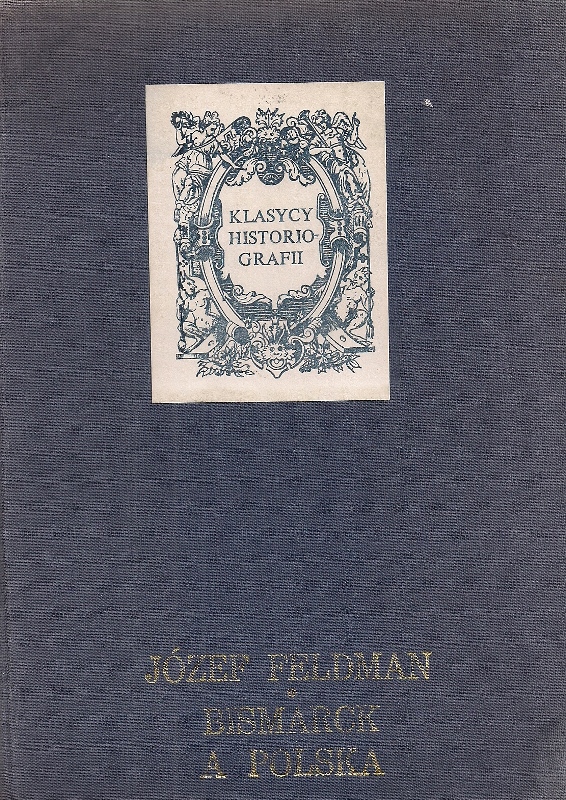 KLASYCY
HISTORIO-
GRAFII
JÓZEF FELDMAN
BISMARCK
A POLSKA